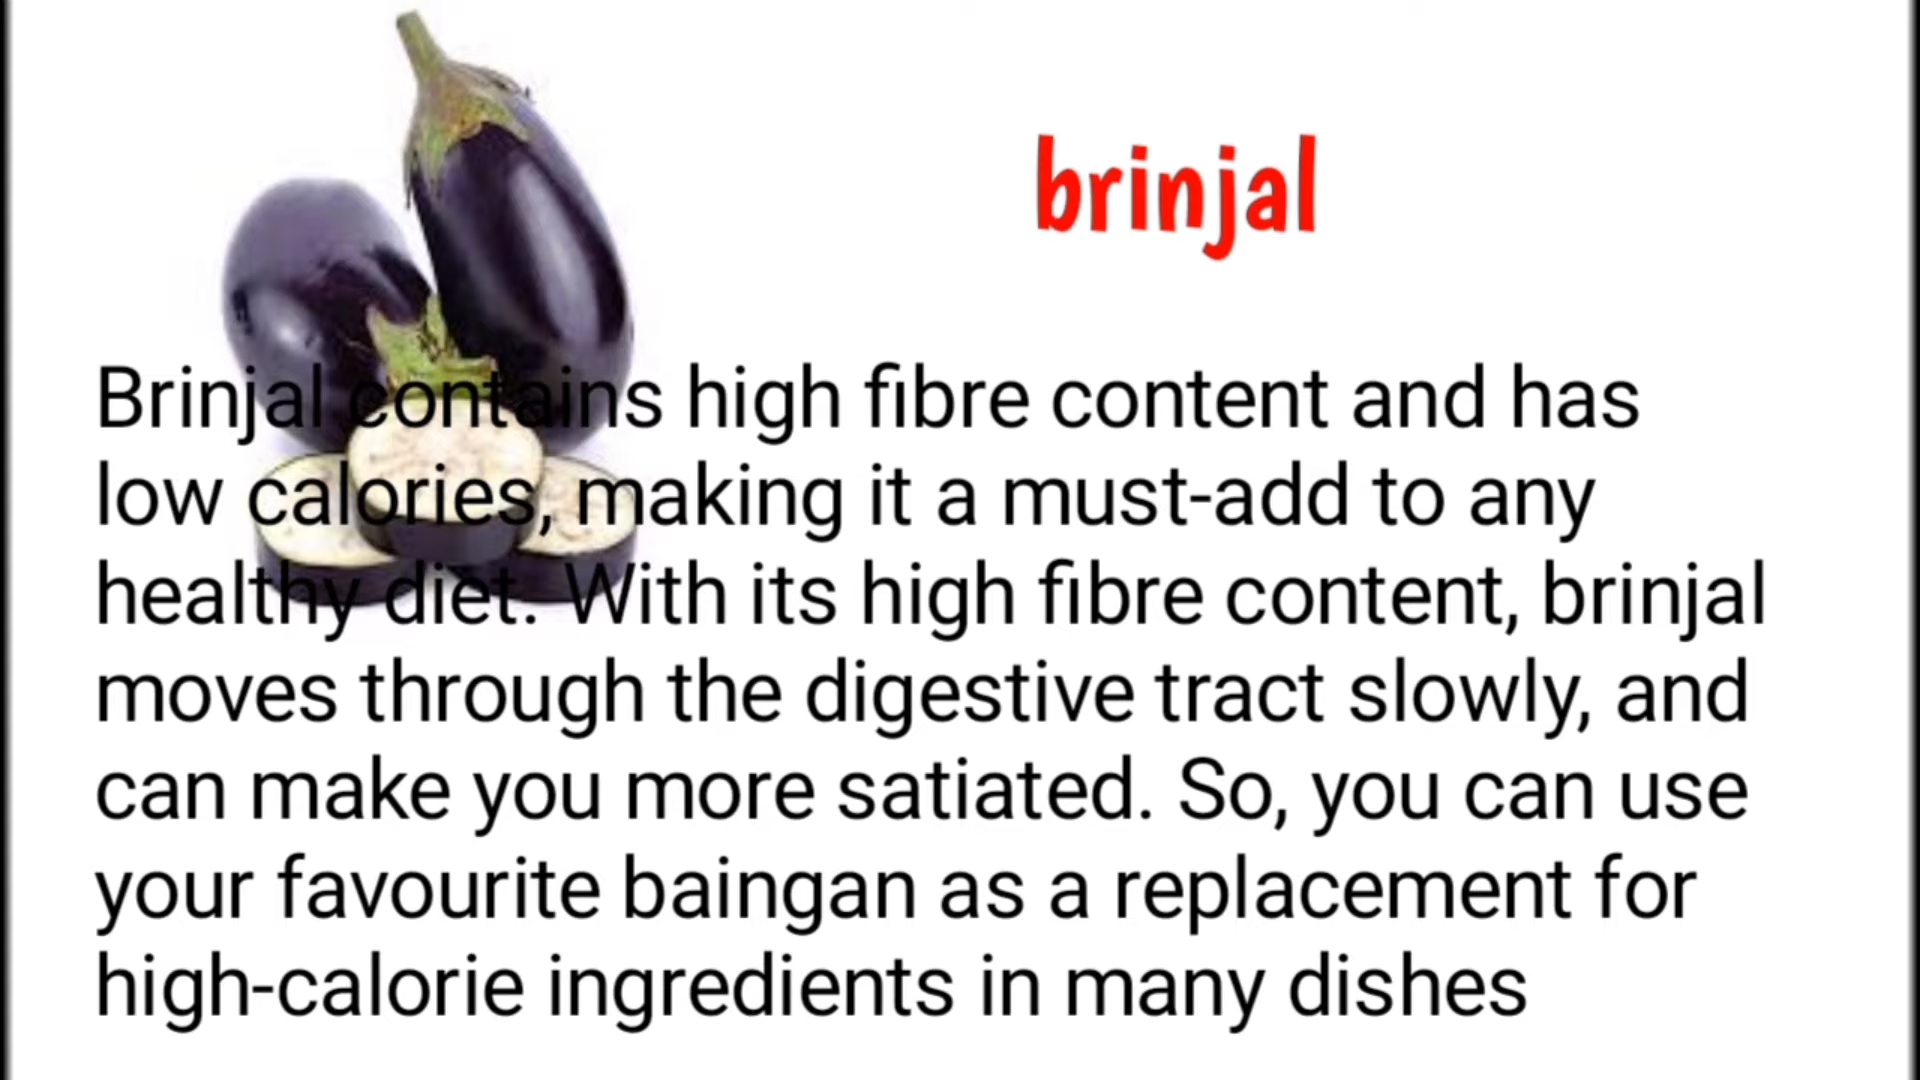 brinjal
Brinjal contains high fibre content and has
low calories, making it a must-add to any
healthy diet. With its high fibre content, brinjal
moves through the digestive tract slowly, and
can make you more satiated. So, you can use
your favourite baingan as a replacement for
high-calorie ingredients in many dishes